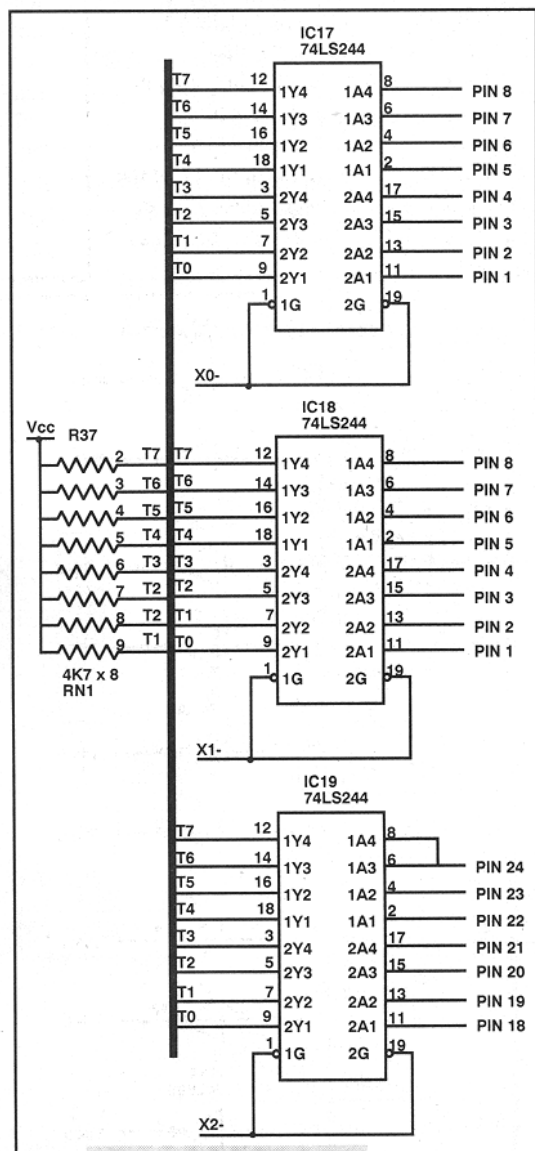 IC17
74LS244
T7 12 1Y4 1A4 8 PIN 8
T6 14 1Y3 1A3 6 PIN 7
T5 16 1Y2 1A2 4 PIN 6
T4 18 1Y1 1A1 2 PIN 5
T3 3 2Y4 2A4 17 PIN 4
T2 5 2Y3 2A3 15 PIN 3
T1 7 2Y2 2A2 13 PIN 2
T0 9 2Y1 2A1 11 PIN 1
1 1G 2G 19
X0-
IC18
74LS244
Vcc R37
2 T7 T7 12 1Y4 1A4 8 PIN 8
3 T6 T6 14 1Y3 1A3 6 PIN 7
4 T5 T5 16 1Y2 1A2 4 PIN 6
5 T4 T4 18 1Y1 1A1 2 PIN 5
6 T3 T3 3 2Y4 2A4 17 PIN 4
7 T2 T2 5 2Y3 2A3 15 PIN 3
8 T2 T1 7 2Y2 2A2 13 PIN 2
9 T1 T0 9 2Y1 2A1 11 PIN 1
4K7 x 8
RN1
1 1G 2G 19
X1-
IC19
74LS244
T7 12 1Y4 1A4 8
T6 14 1Y3 1A3 6 PIN 24
T5 16 1Y2 1A2 4 PIN 23
T4 18 1Y1 1A1 2 PIN 22
T3 3 2Y4 2A4 17 PIN 21
T2 5 2Y3 2A3 15 PIN 20
T1 7 2Y2 2A2 13 PIN 19
T0 9 2Y1 2A1 11 PIN 18
1 1G 2G 19
X2-